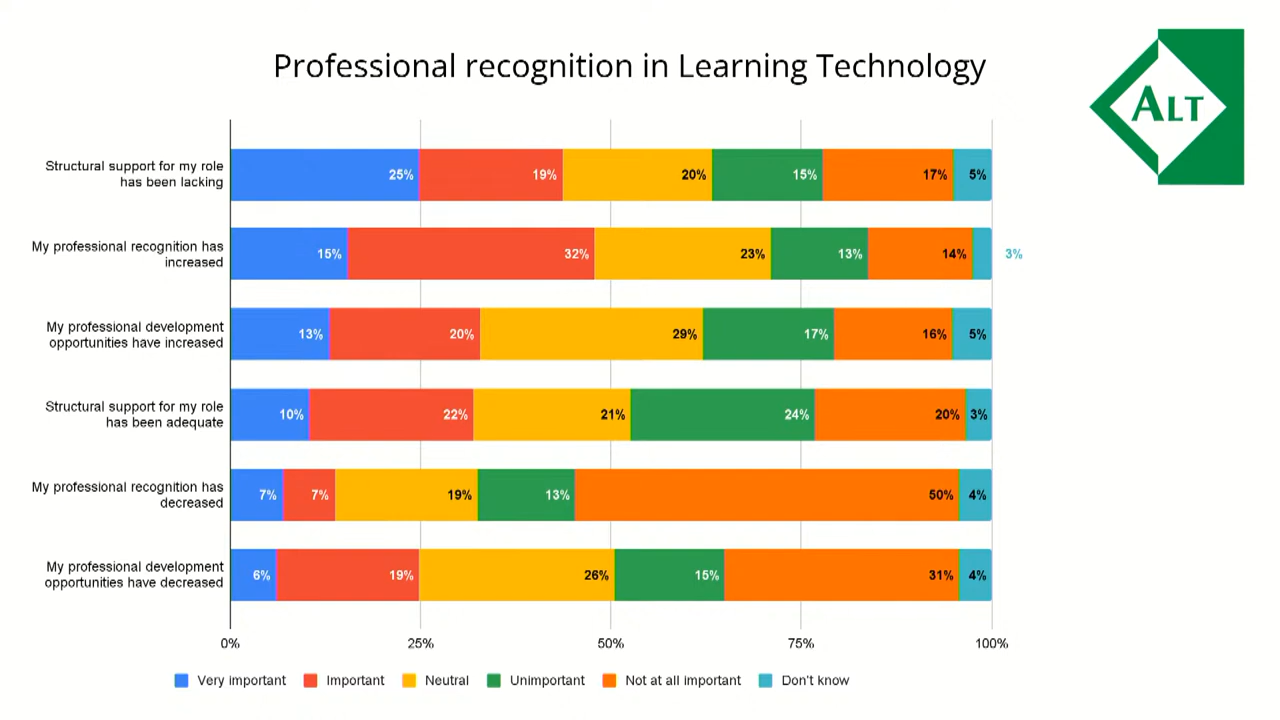 Professional recognition in Learning Technology
ALT
Structural support for my role
has been lacking
25% 19% 20% 15% 17% 5%
My professional recognition has
increased
15% 32% 23% 13% 14% 3%
My professional development
opportunities have increased
13% 20% 29% 17% 16% 5%
Structural support for my role
has been adequate
10% 22% 21% 24% 20% 3%
My professional recognition has
decreased
7% 7% 19% 13% 50% 4%
My professional development
opportunities have decreased
6% 19% 26% 15% 31% 4%
0% 25% 50% 75% 100%
Very important Important Neutral Unimportant Not at all important Don't know